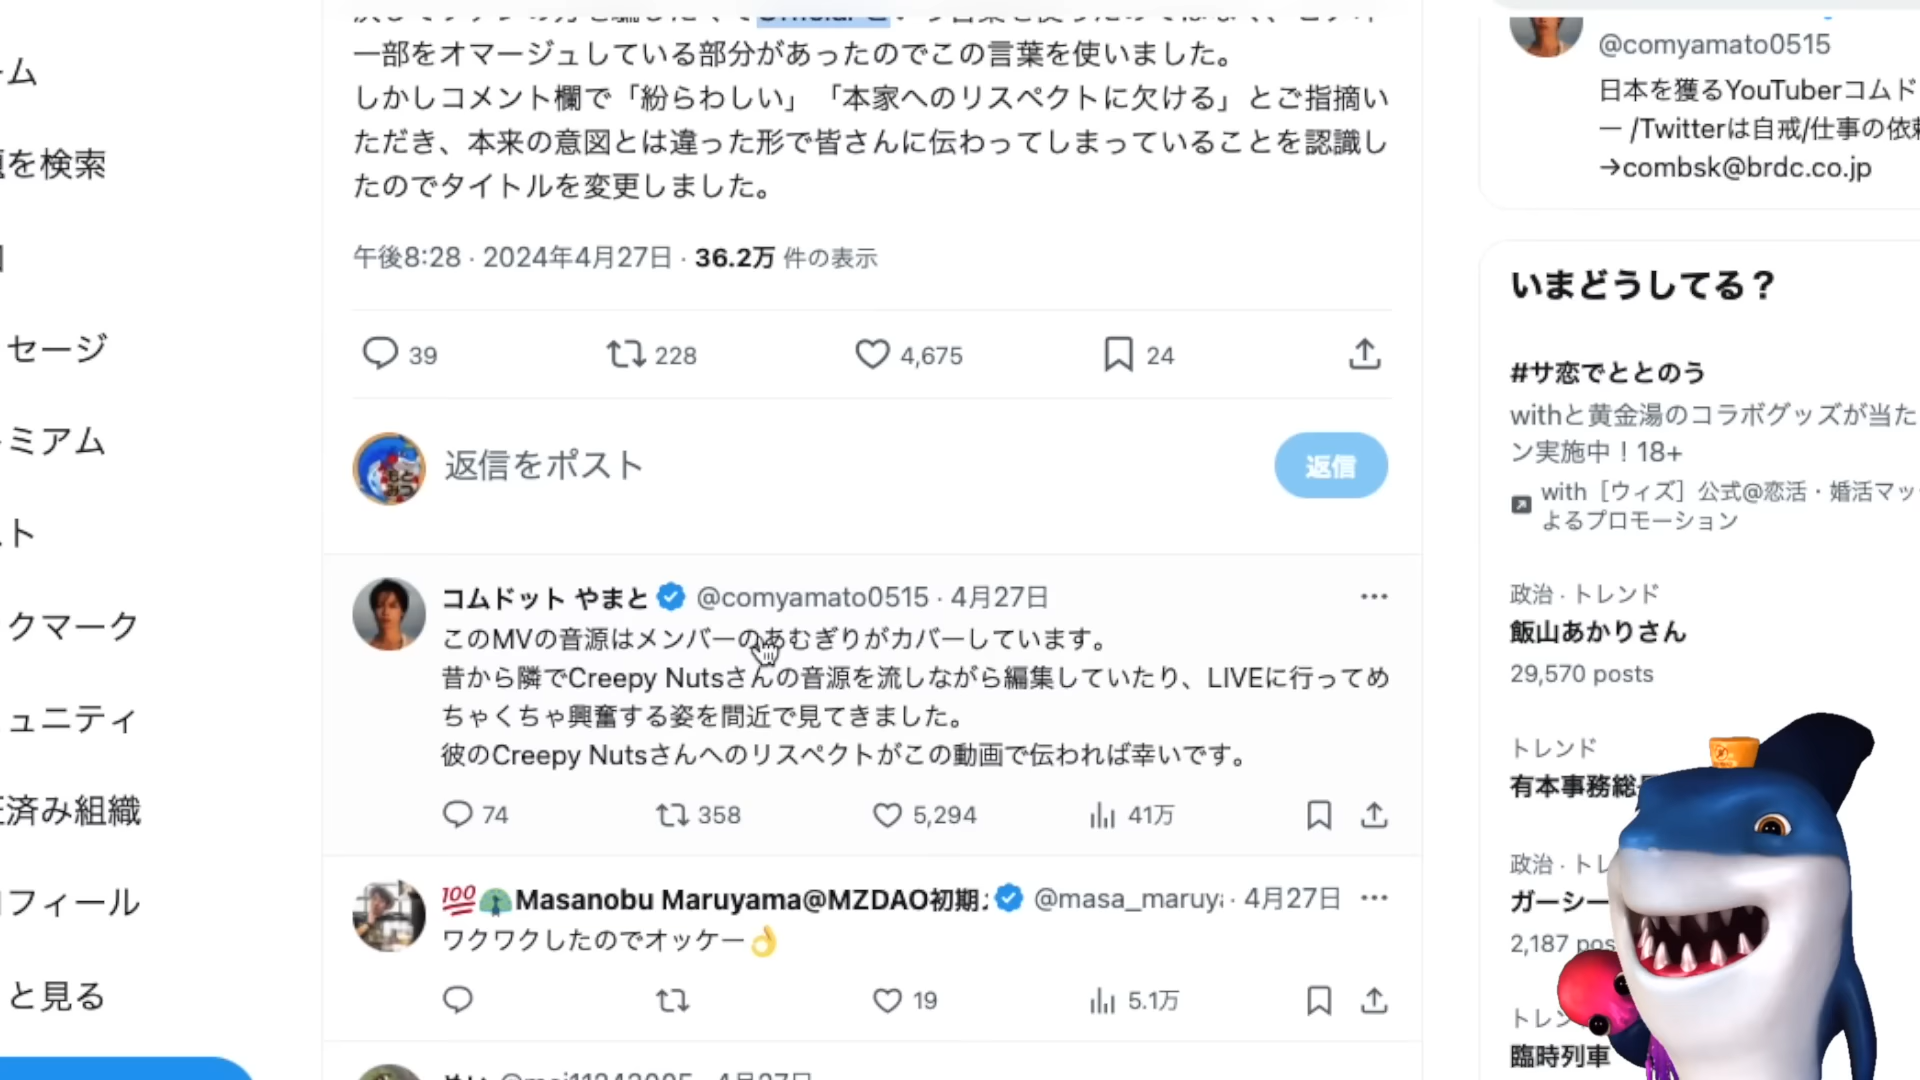 一部をオマージュしている部分があったのでこの言葉を使いました。
しかしコメント欄で「紛らわしい」「本家へのリスペクトに欠ける」とご指摘い
ただき、本来の意図とは違った形で皆さんに伝わってしまっていることを認識し
たのでタイトルを変更しました。
午後8:28 · 2024年4月27日 · 36.2万 件の表示
39 228 4,675 24
返信をポスト
返信
コムドット やまと @comyamato0515 · 4月27日
このMVの音源はメンバーのあむぎりがカバーしています。
昔から隣でCreepy Nutsさんの音源を流しながら編集していたり、LIVEに行ってめ
ちゃくちゃ興奮する姿を間近で見てきました。
彼のCreepy Nutsさんへのリスペクトがこの動画で伝われば幸いです。
74 358 5,294 41万
💯Masanobu Maruyama@MZDAO初期 @masa_maruy · 4月27日
ワクワクしたのでオッケー👌
19 5.1万
ーム
を検索
セージ
ミアム
ト
クマーク
ュニティ
済み組織
フィール
と見る
@comyamato0515
日本を獲るYouTuberコムド
ー /Twitterは自戒/仕事の依頼
→combsk@brdc.co.jp
いまどうしてる？
#サ恋でととのう
withと黄金湯のコラボグッズが当た
ン実施中！18+
with［ウィズ］公式@恋活・婚活マッ
よるプロモーション
政治 · トレンド
飯山あかりさん
29,570 posts
トレンド
有本事務総
政治 · トレ
ガーシー
2,187 pos
トレン
臨時列車